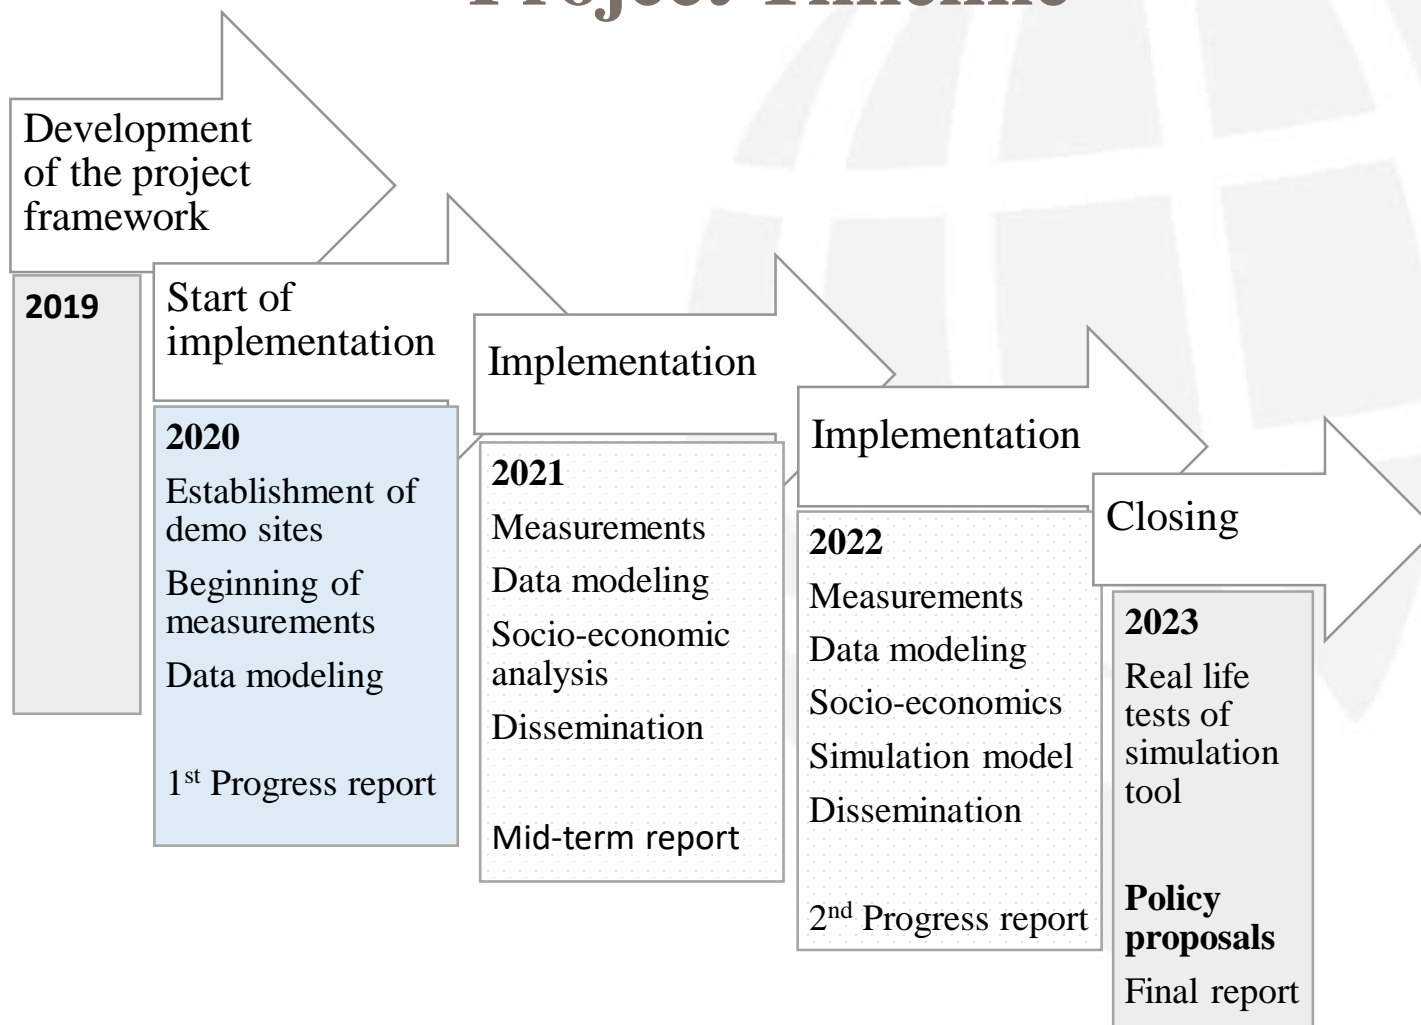 Project Timeline
Development
of the project
framework
2019
Start of
implementation
2020
Establishment of
demo sites
Beginning of
measurements
Data modeling
1st Progress report
Implementation
2021
Measurements
Data modeling
Socio-economic
analysis
Dissemination
Mid-term report
Implementation
2022
Measurements
Data modeling
Socio-economics
Simulation model
Dissemination
2nd Progress report
Closing
2023
Real life
tests of
simulation
tool
Policy
proposals
Final report